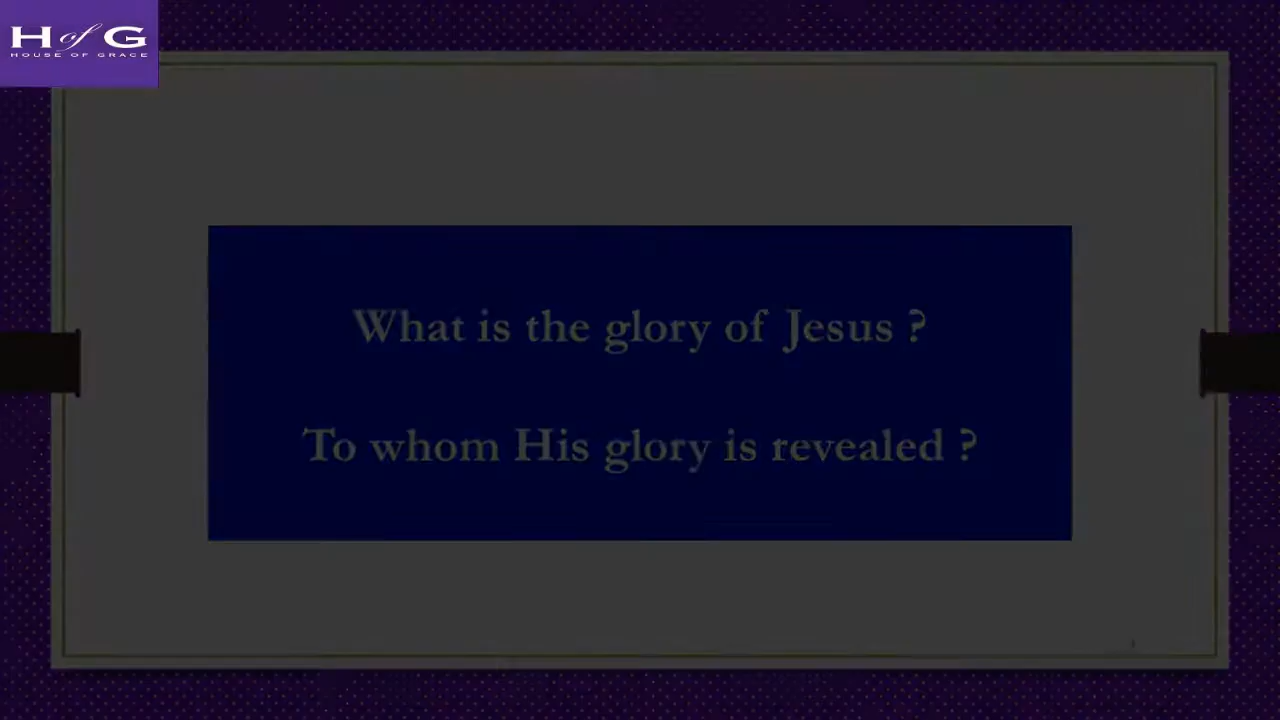 H of G
HOUSE OF GRACE
What is the glory of Jesus ?
To whom His glory is revealed ?